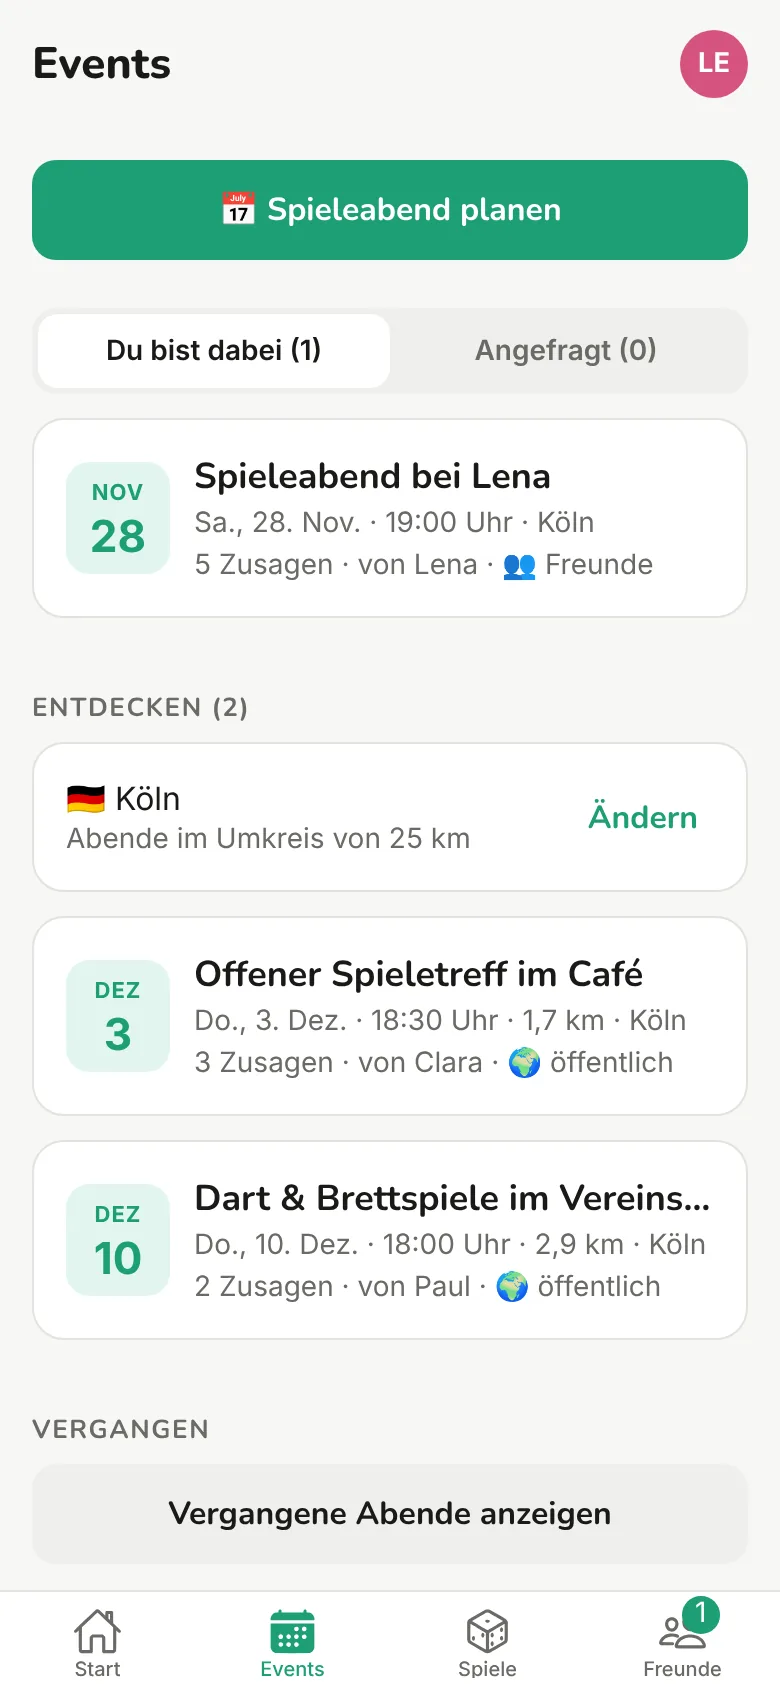 Events
LE
July
17
Spieleabend planen
Du bist dabei (1)
Angefragt (0)
NOV
28
Spieleabend bei Lena
Sa., 28. Nov. · 19:00 Uhr · Köln
5 Zusagen · von Lena · 👥 Freunde
ENTDECKEN (2)
🇩🇪 Köln
Abende im Umkreis von 25 km
Ändern
DEZ
3
Offener Spieletreff im Café
Do., 3. Dez. · 18:30 Uhr · 1,7 km · Köln
3 Zusagen · von Clara · 🌍 öffentlich
DEZ
10
Dart & Brettspiele im Vereins...
Do., 10. Dez. · 18:00 Uhr · 2,9 km · Köln
2 Zusagen · von Paul · 🌍 öffentlich
VERGANGEN
Vergangene Abende anzeigen
1
Start
Events
Spiele
Freunde